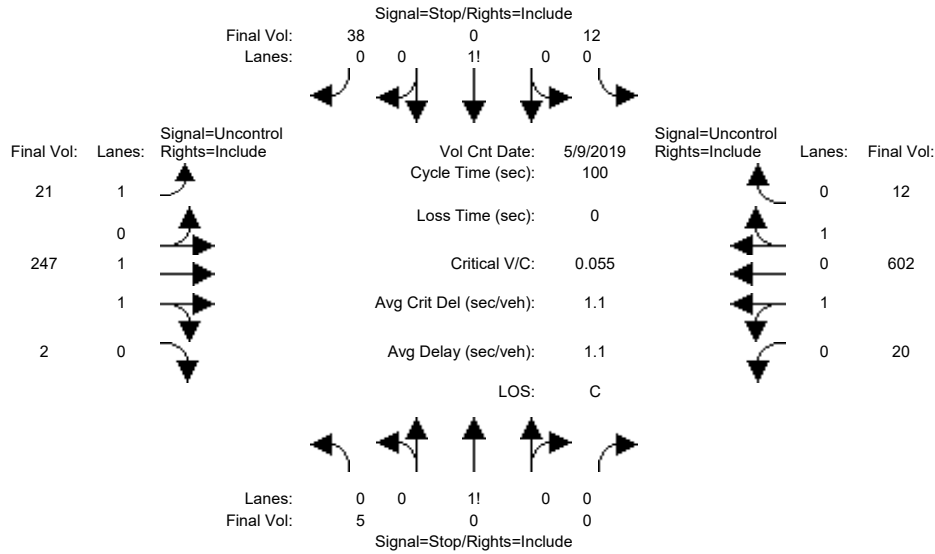 Signal=Stop/Rights=Include
Final Vol: 38 0 12
Lanes: 0 0 1! 0 0
Signal=Uncontrol Signal=Uncontrol
Final Vol: Lanes: Rights=Include Vol Cnt Date: 5/9/2019 Rights=Include Lanes: Final Vol:
Cycle Time (sec): 100
21 1 0 12
Loss Time (sec): 0
0 1
247 1 Critical V/C: 0.055 0 602
1 Avg Crit Del (sec/veh): 1.1 1
2 0 Avg Delay (sec/veh): 1.1 0 20
LOS: C
Lanes: 0 0 1! 0 0
Final Vol: 5 0 0
Signal=Stop/Rights=Include